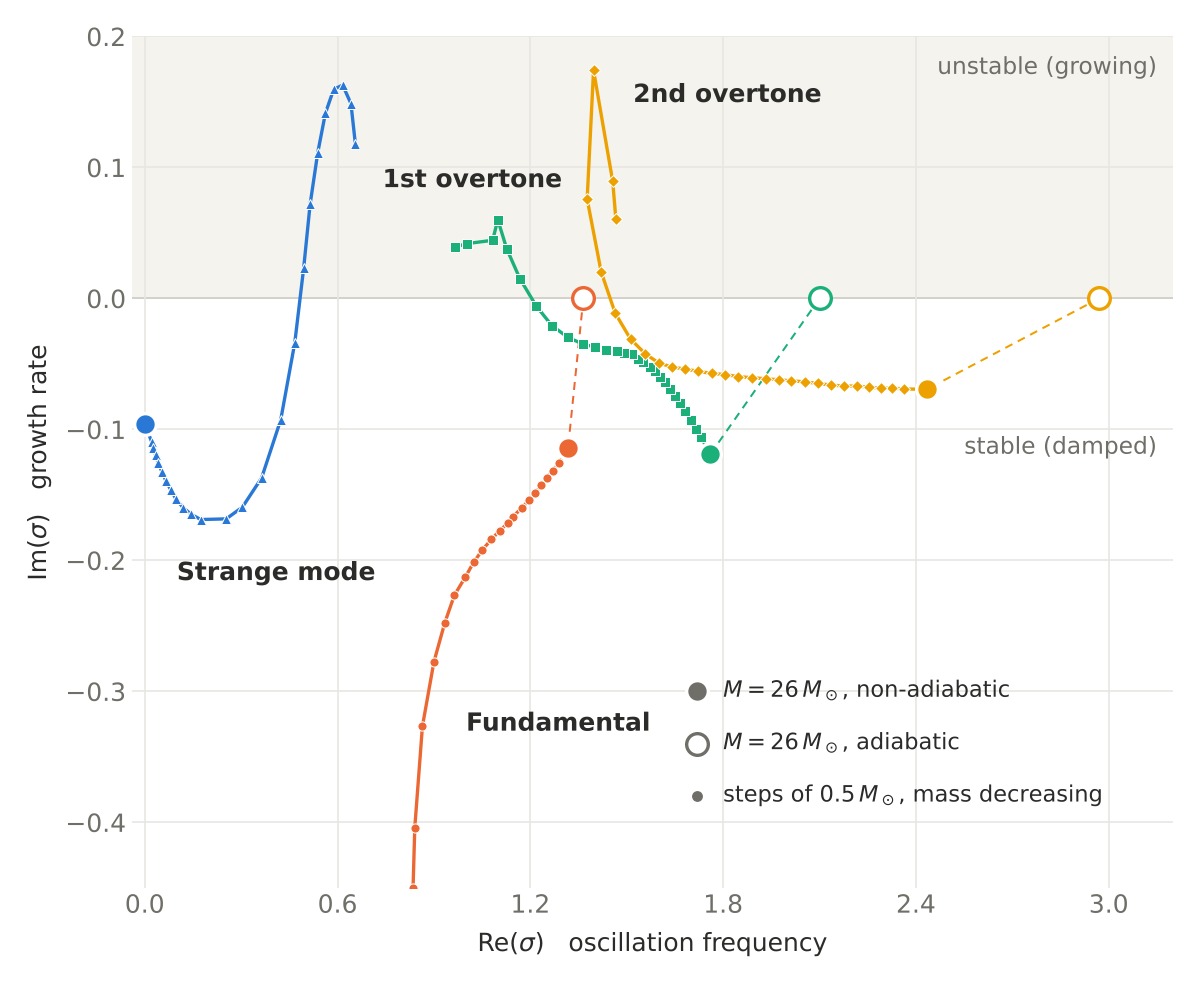 0.2
0.1
0.0
−0.1
−0.2
−0.3
−0.4
Im(σ) growth rate
unstable (growing)
2nd overtone
1st overtone
stable (damped)
Strange mode
Fundamental
M = 26 M⊙, non-adiabatic
M = 26 M⊙, adiabatic
steps of 0.5 M⊙, mass decreasing
0.0 0.6 1.2 1.8 2.4 3.0
Re(σ) oscillation frequency